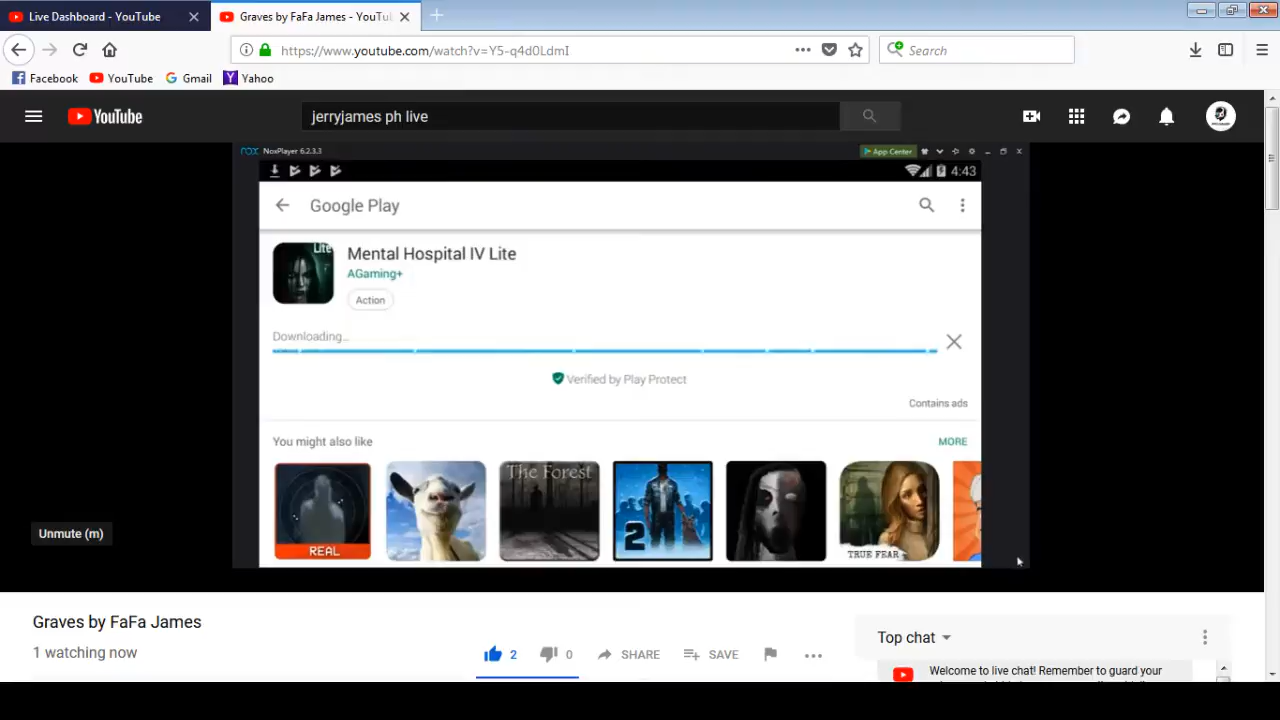 Live Dashboard - YouTube
Graves by FaFa James - YouTu
https://www.youtube.com/watch?v=Y5-q4d0LdmI
Search
Facebook YouTube Gmail Yahoo
YouTube
jerryjames ph live
nox NoxPlayer 6.2.3.3
App Center
4:43
Google Play
Lite
Mental Hospital IV Lite
AGaming+
Action
Downloading...
Verified by Play Protect
Contains ads
You might also like
MORE
The Forest
2
REAL
TRUE FEAR
Unmute (m)
Graves by FaFa James
1 watching now
2 0 SHARE SAVE
Top chat
Welcome to live chat! Remember to guard your